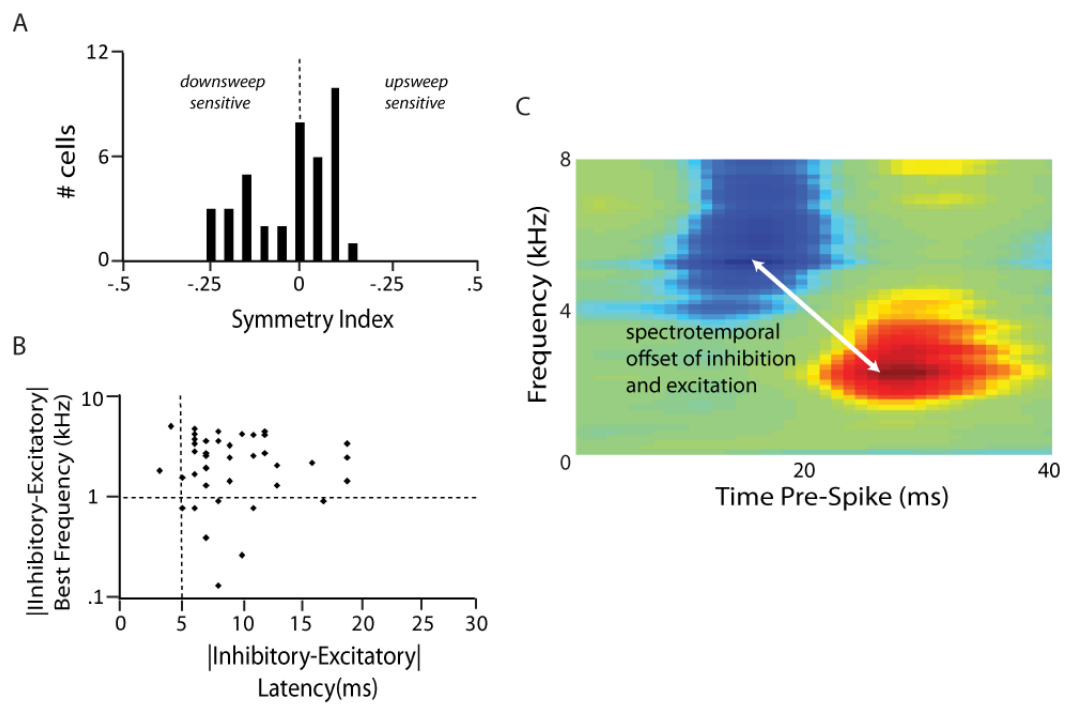 A
12
6
0
# cells
downsweep
sensitive
upsweep
sensitive
-.5
-.25
0
-.25
.5
Symmetry Index
B
10
1
.1
|IInhibitory-Excitatory|
Best Frequency (kHz)
0
5
10
15
20
25
30
|Inhibitory-Excitatory|
Latency(ms)
C
8
4
0
Frequency (kHz)
spectrotemporal
offset of inhibition
and excitation
20
40
Time Pre-Spike (ms)